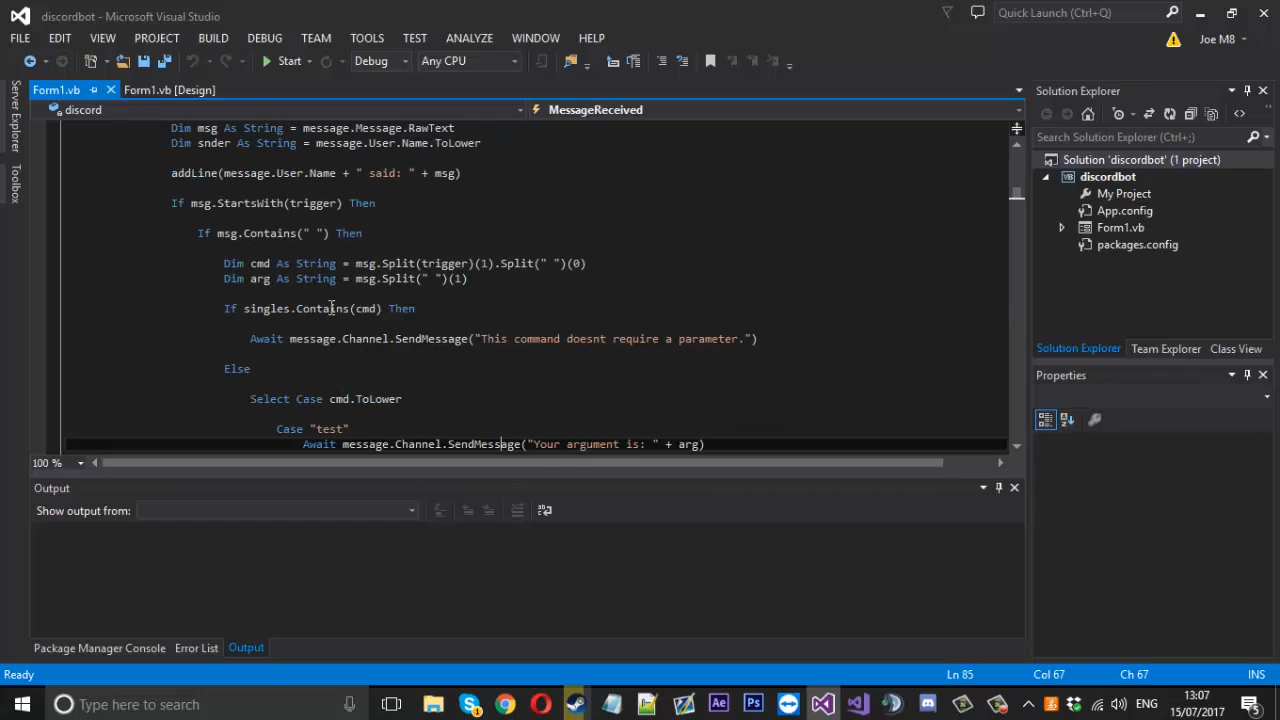 discordbot - Microsoft Visual Studio
Quick Launch (Ctrl+Q)
FILE EDIT VIEW PROJECT BUILD DEBUG TEAM TOOLS TEST ANALYZE WINDOW HELP
Joe M8
Start Debug Any CPU
Server Explorer
Toolbox
Form1.vb Form1.vb [Design]
discord MessageReceived
Dim msg As String = message.Message.RawText
Dim snder As String = message.User.Name.ToLower
addLine(message.User.Name + " said: " + msg)
If msg.StartsWith(trigger) Then
If msg.Contains(" ") Then
Dim cmd As String = msg.Split(trigger)(1).Split(" ")(0)
Dim arg As String = msg.Split(" ")(1)
If singles.Contains(cmd) Then
Await message.Channel.SendMessage("This command doesnt require a parameter.")
Else
Select Case cmd.ToLower
Case "test"
Await message.Channel.SendMessage("Your argument is: " + arg)
100 %
Output
Show output from:
Package Manager Console Error List Output
Solution Explorer
Search Solution Explorer (Ctrl+;)
Solution 'discordbot' (1 project)
VB discordbot
My Project
App.config
Form1.vb
packages.config
Solution Explorer Team Explorer Class View
Properties
Ready Ln 85 Col 67 Ch 67 INS
Type here to search
Ae Ps
13:07
15/07/2017